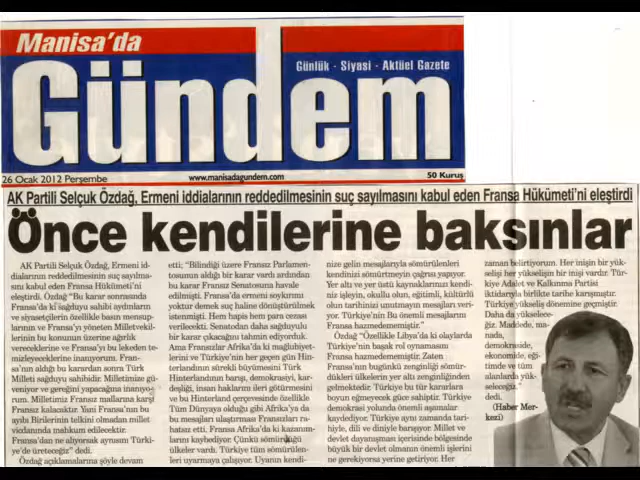 Manisa'da
Gündem
Günlük - Siyasi - Aktüel Gazete
26 Ocak 2012 Perşembe
www.manisadagundem.com
50 Kuruş
AK Partili Selçuk Özdağ, Ermeni iddialarının reddedilmesinin suç sayılmasını kabul eden Fransa Hükümeti'ni eleştirdi
Önce kendilerine baksınlar
AK Partili Selçuk Özdağ, Ermeni id-
dialarının reddedilmesinin suç sayılma-
sını kabul eden Fransa Hükümeti'ni
eleştirdi. Özdağ "Bu karar sonrasında
Fransa'da ki sağduyu sahibi aydınların
ve siyasetçilerin özellikle basın mensup-
larının ve Fransa'yı yöneten Milletvekil-
lerinin bu konunun üzerine ağırlık
vereceklerine ve Fransa'yı bu lekeden te-
mizleyeceklerine inanıyorum. Fran-
sa'nın aldığı bu karardan sonra Türk
Milleti sağduyu sahibidir. Milletimize gü-
veniyor ve gereğini yapacağına inanıyo-
rum. Milletimiz Fransız mallarına karşı
Fransız kalacaktır. Yani Fransa'nın bu
ayıbı Birilerinin telkini olmadan millet
vicdanında mahkum edilecektir.
Fransa'dan ne alıyorsak aynısını Türki-
ye'de üreteceğiz" dedi.
Özdağ açıklamalarına şöyle devam
etti; "Bilindiği üzere Fransız Parlamen-
tosunun aldığı bir karar vardı ardından
bu karar Fransız Senatosuna havale
edilmişti. Fransa'da ermeni soykırımı
yoktur demek suç haline dönüştürülmek
istenmişti. Hem hapis hem para cezası
verilecekti. Senatodan daha sağduyulu
bir karar çıkacağını tahmin ediyorduk.
Ama Fransızlar Afrika'da ki mağlubiyet-
lerini ve Türkiye'nin her geçen gün Hin-
terlandının sürekli büyümesini Türk
Hinterlandının barışı, demokrasiyi, kar-
deşliği, insan haklarını ileri götürmesini
ve bu Hinterland çerçevesinde özellikle
Tüm Dünyaya olduğu gibi Afrika'ya da
bu mesajları ulaştırması Fransızları ra-
hatsız etti. Fransa Afrika'da ki kazanım-
larını kaybediyor. Çünkü sömürdüğü
ülkeler vardı. Türkiye tüm sömürülen-
leri uyarmaya çalışıyor. Uyanın kendi-
nize gelin mesajlarıyla sömürülenleri
kendinizi sömürtmeyin çağrısı yapıyor.
Yer altı ve yer üstü kaynaklarınızı kendi-
niz işleyin, okullu olun, eğitimli, kültürlü
olun tarihinizi unutmayın mesajları veri-
yor. Türkiye'nin Bu önemli mesajlarını
Fransa hazmedememiştir."
Özdağ "Özellikle Libya'da ki olaylarda
Türkiye'nin başak rol oynamasını
Fransa hazmedememiştir. Zaten
Fransa'nın bugünkü zenginliği sömür-
dükleri ülkelerin yer altı zenginliğinden
gelmektedir. Türkiye bu tür kararlara
boyun eğmeyecek güce sahiptir. Türkiye
demokrasi yolunda önemli aşamalar
kaydediyor. Türkiye aynı zamanda tari-
hiyle, dili ve diniyle barışıyor. Millet ve
devlet dayanışması içerisinde bölgesinde
büyük bir devlet olmanın önemi işlerini
ne gerekiyorsa yerine getiriyor. Her
zaman belirtiyorum. Her inişin bir yük-
selişi her yükselişin bir inişi vardır. Tür-
kiye Adalet ve Kalkınma Partisi
iktidarıyla birlikte tarihe karışmıştır.
Türkiye yükseliş dönemine geçmiştir.
Daha da yüksele-
ceğiz. Maddede, ma-
nada,
demokraside,
ekonomide, eği-
timde ve tüm
alanlarda yük-
seleceğiz."
dedi.
(Haber Mer-
kezi)